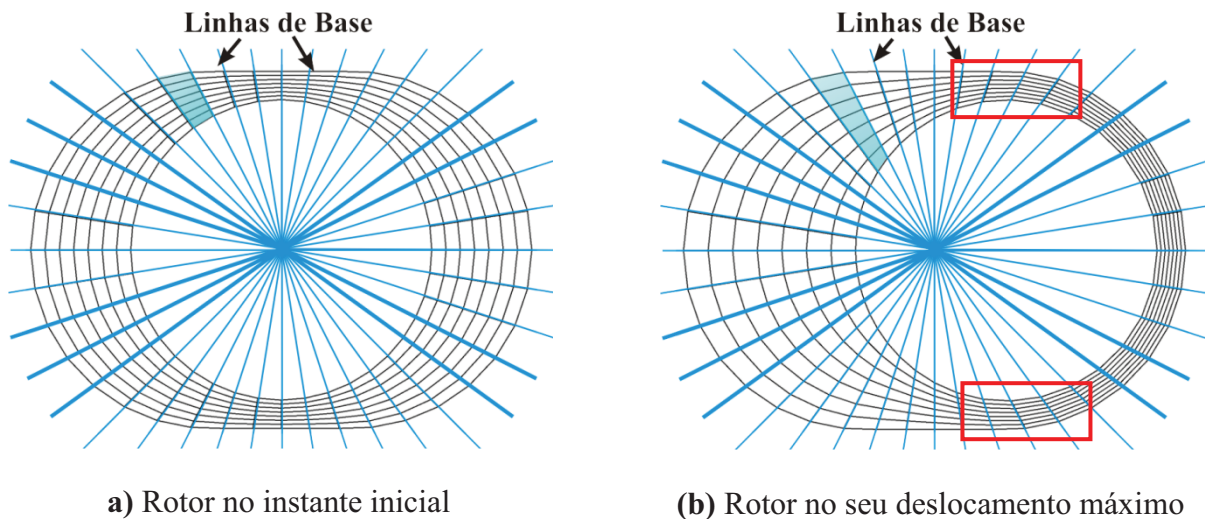 Linhas de Base
Linhas de Base
a) Rotor no instante inicial
(b) Rotor no seu deslocamento máximo